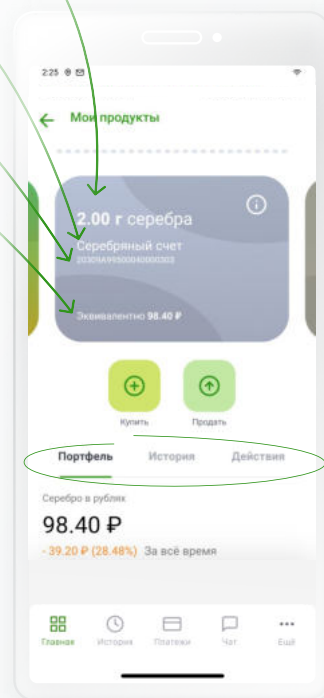 2:25
Мои продукты
2.00 г серебра
Серебряный счет
20309A99500040000303
Эквивалентно 98.40 ₽
Купить Продать
Портфель История Действия
Серебро в рублях
98.40 ₽
- 39.20 ₽ (28.48%) За всё время
Главная История Платежи Чат Ещё